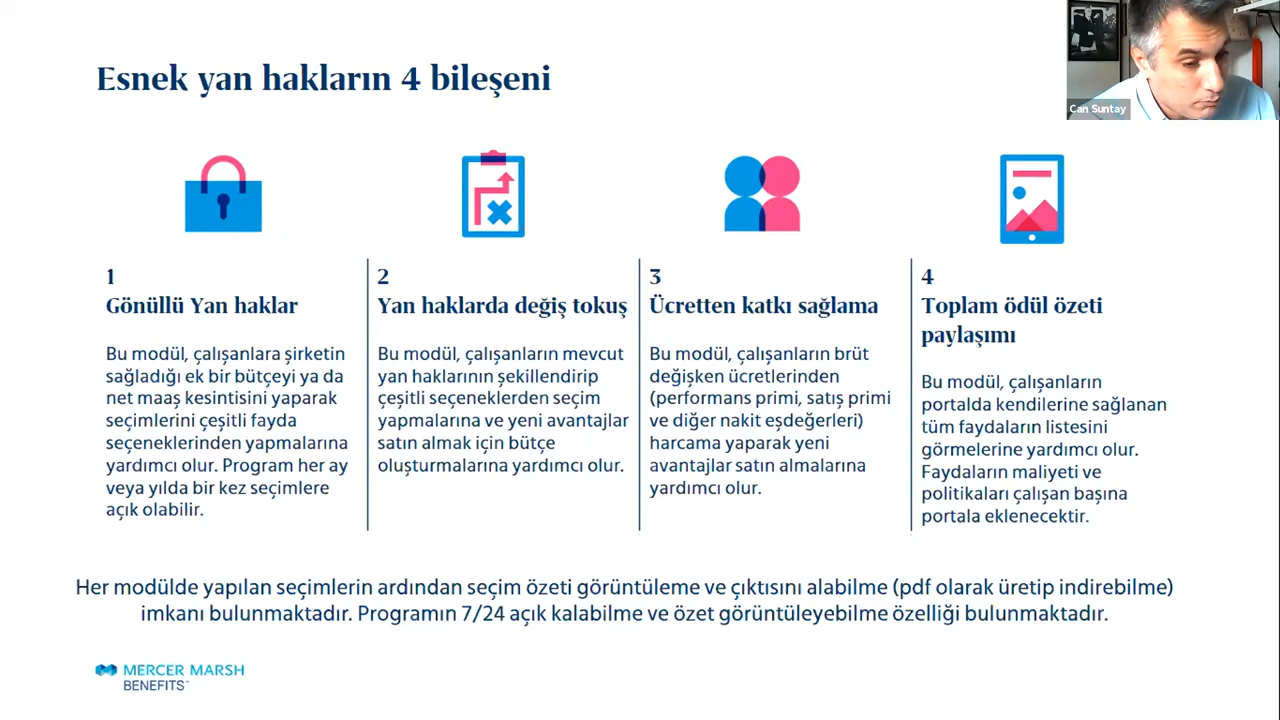 Esnek yan hakların 4 bileşeni
Can Suntay
1
Gönüllü Yan haklar
Bu modül, çalışanlara şirketin
sağladığı ek bir bütçeyi ya da
net maaş kesintisini yaparak
seçimlerini çeşitli fayda
seçeneklerinden yapmalarına
yardımcı olur. Program her ay
veya yılda bir kez seçimlere
açık olabilir.
2
Yan haklarda değiş tokuş
Bu modül, çalışanların mevcut
yan haklarının şekillendirip
çeşitli seçeneklerden seçim
yapmalarına ve yeni avantajlar
satın almak için bütçe
oluşturmalarına yardımcı olur.
3
Ücretten katkı sağlama
Bu modül, çalışanların brüt
değişken ücretlerinden
(performans primi, satış primi
ve diğer nakit eşdeğerleri)
harcama yaparak yeni
avantajlar satın almalarına
yardımcı olur.
4
Toplam ödül özeti
paylaşımı
Bu modül, çalışanların
portalda kendilerine sağlanan
tüm faydaların listesini
görmelerine yardımcı olur.
Faydaların maliyeti ve
politikaları çalışan başına
portala eklenecektir.
Her modülde yapılan seçimlerin ardından seçim özeti görüntüleme ve çıktısını alabilme (pdf olarak üretip indirebilme)
imkanı bulunmaktadır. Programın 7/24 açık kalabilme ve özet görüntüleyebilme özelliği bulunmaktadır.
MERCER MARSH
BENEFITS™